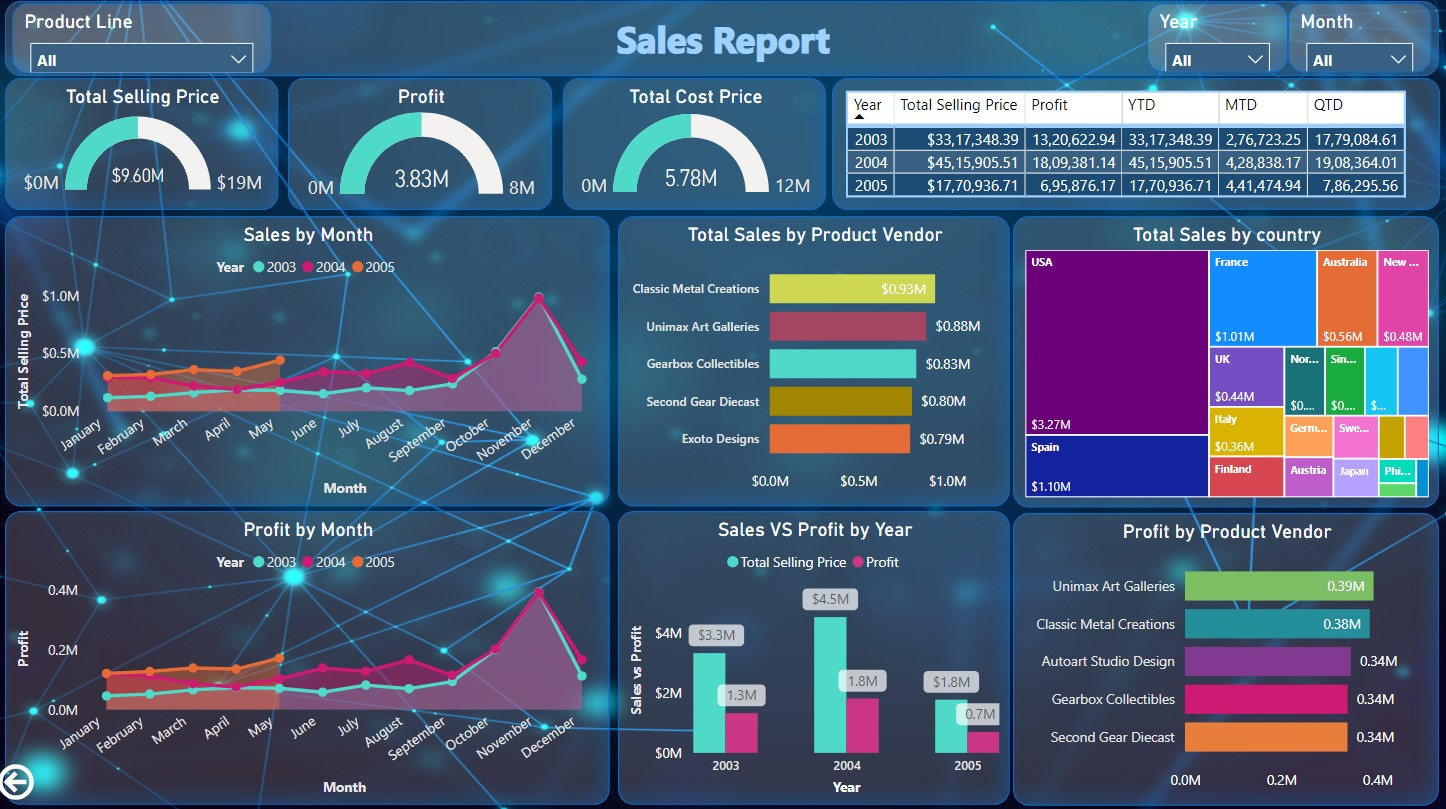 Product Line
All
Sales Report
Year
All
Month
All
Total Selling Price
$0M
$9.60M
$19M
Profit
0M
3.83M
8M
Total Cost Price
0M
5.78M
12M
Year Total Selling Price Profit YTD MTD QTD
2003 $33,17,348.39 13,20,622.94 33,17,348.39 2,76,723.25 17,79,084.61
2004 $45,15,905.51 18,09,381.14 45,15,905.51 4,28,838.17 19,08,364.01
2005 $17,70,936.71 6,95,876.17 17,70,936.71 4,41,474.94 7,86,295.56
Sales by Month
Year 2003 2004 2005
Total Selling Price
$1.0M
$0.5M
$0.0M
January February March April May June July August September October November December
Month
Total Sales by Product Vendor
Classic Metal Creations $0.93M
Unimax Art Galleries $0.88M
Gearbox Collectibles $0.83M
Second Gear Diecast $0.80M
Exoto Designs $0.79M
$0.0M $0.5M $1.0M
Total Sales by country
USA
$3.27M
Spain
$1.10M
France
$1.01M
Australia
$0.56M
New ...
$0.48M
UK
$0.44M
Italy
$0.36M
Finland
Nor...
$0....
Sin...
$0....
$...
Germ...
Swe...
Austria
Japan
Phi...
Profit by Month
Year 2003 2004 2005
Profit
0.4M
0.2M
0.0M
January February March April May June July August September October November December
Month
Sales VS Profit by Year
Total Selling Price Profit
Sales vs Profit
$4M
$2M
$0M
$3.3M
1.3M
$4.5M
1.8M
$1.8M
0.7M
2003 2004 2005
Year
Profit by Product Vendor
Unimax Art Galleries 0.39M
Classic Metal Creations 0.38M
Autoart Studio Design 0.34M
Gearbox Collectibles 0.34M
Second Gear Diecast 0.34M
0.0M 0.2M 0.4M